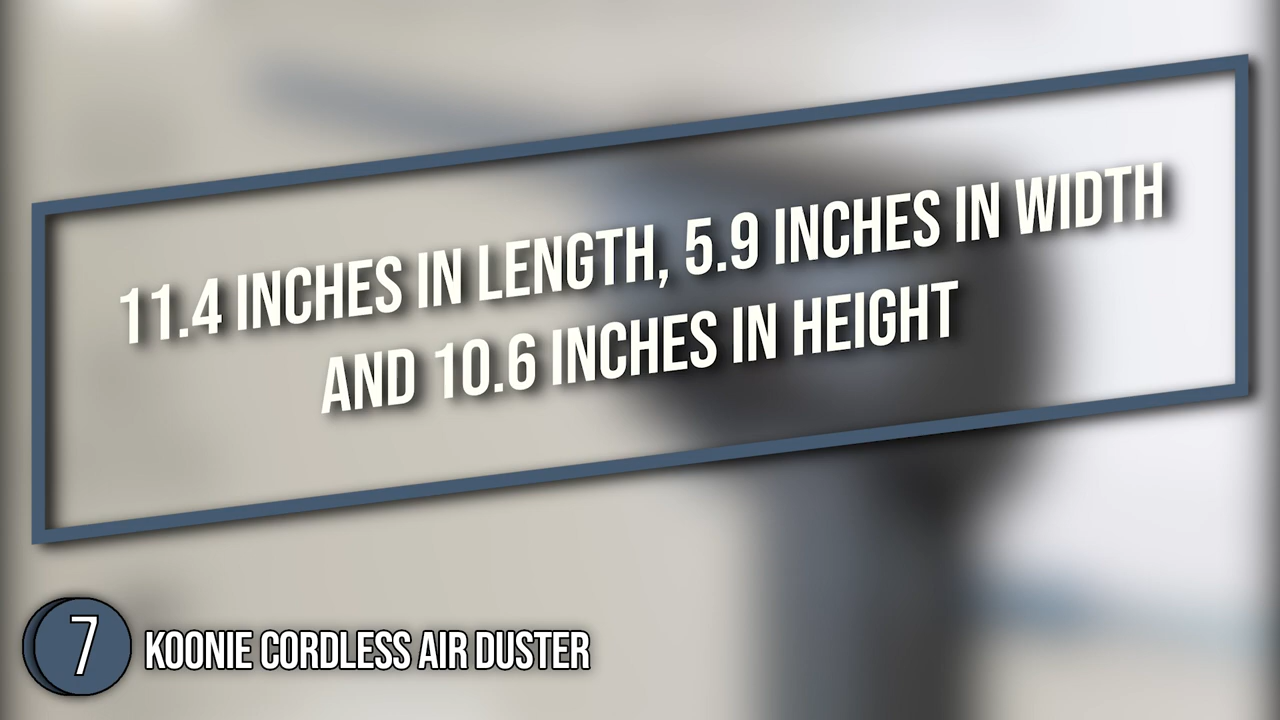 11.4 INCHES IN LENGTH, 5.9 INCHES IN WIDTH
AND 10.6 INCHES IN HEIGHT
7
KOONIE CORDLESS AIR DUSTER